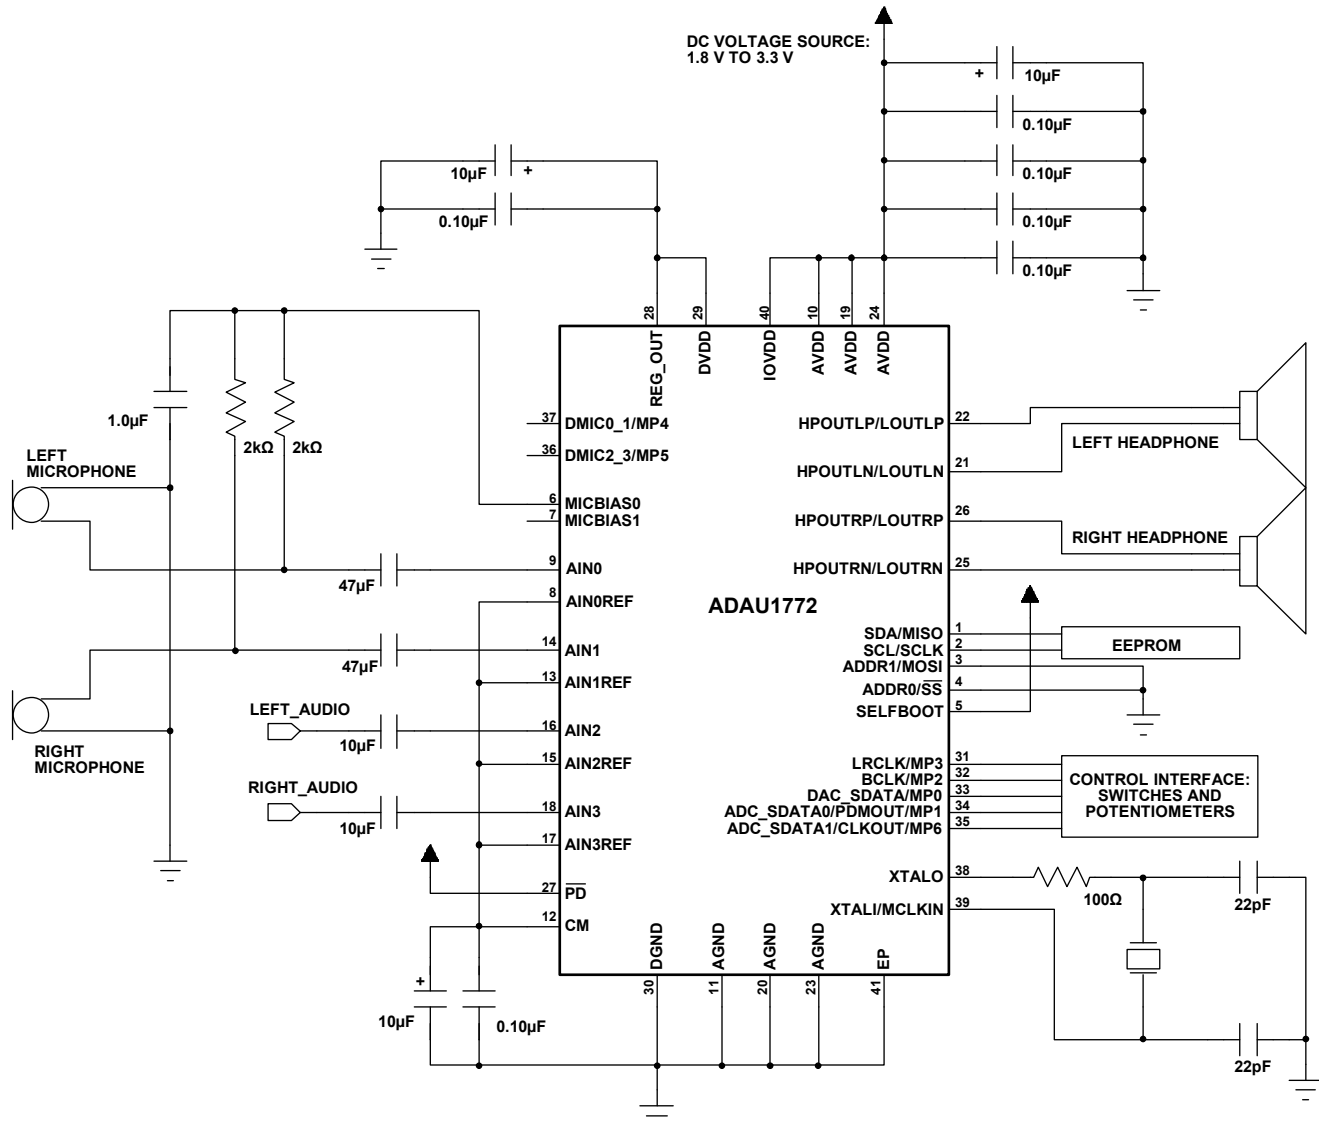 DC VOLTAGE SOURCE:
1.8 V TO 3.3 V
+
10µF
0.10µF
0.10µF
0.10µF
0.10µF
10µF
+
0.10µF
28
29
40
10
19
24
REG_OUT
DVDD
IOVDD
AVDD
AVDD
AVDD
1.0µF
2kΩ
2kΩ
LEFT
MICROPHONE
37
DMIC0_1/MP4
36
DMIC2_3/MP5
6
MICBIAS0
7
MICBIAS1
47µF
9
AIN0
8
AIN0REF
47µF
14
AIN1
13
AIN1REF
LEFT_AUDIO
10µF
16
AIN2
15
AIN2REF
RIGHT
MICROPHONE
RIGHT_AUDIO
10µF
18
AIN3
17
AIN3REF
27
PD
12
CM
+
10µF
0.10µF
ADAU1772
HPOUTLP/LOUTLP
22
HPOUTLN/LOUTLN
21
LEFT HEADPHONE
HPOUTRP/LOUTRP
26
HPOUTRN/LOUTRN
25
RIGHT HEADPHONE
SDA/MISO
1
SCL/SCLK
2
ADDR1/MOSI
3
ADDR0/SS
4
SELFBOOT
5
EEPROM
LRCLK/MP3
31
BCLK/MP2
32
DAC_SDATA/MP0
33
ADC_SDATA0/PDMOUT/MP1
34
ADC_SDATA1/CLKOUT/MP6
35
CONTROL INTERFACE:
SWITCHES AND
POTENTIOMETERS
XTALO
38
XTALI/MCLKIN
39
100Ω
22pF
22pF
DGND
AGND
AGND
AGND
EP
30
11
20
23
41